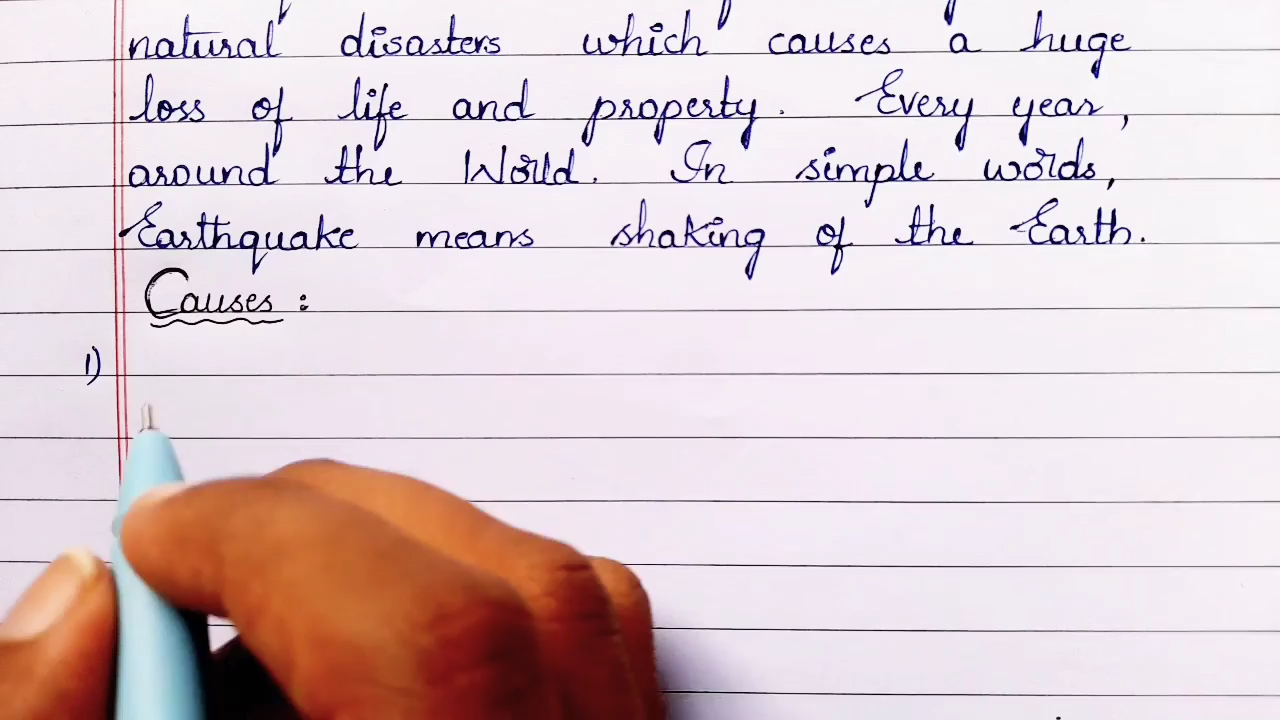 natural disasters which causes a huge
loss of life and property. Every year,
around the World. In simple words,
Earthquake means shaking of the Earth.
Causes :
1)